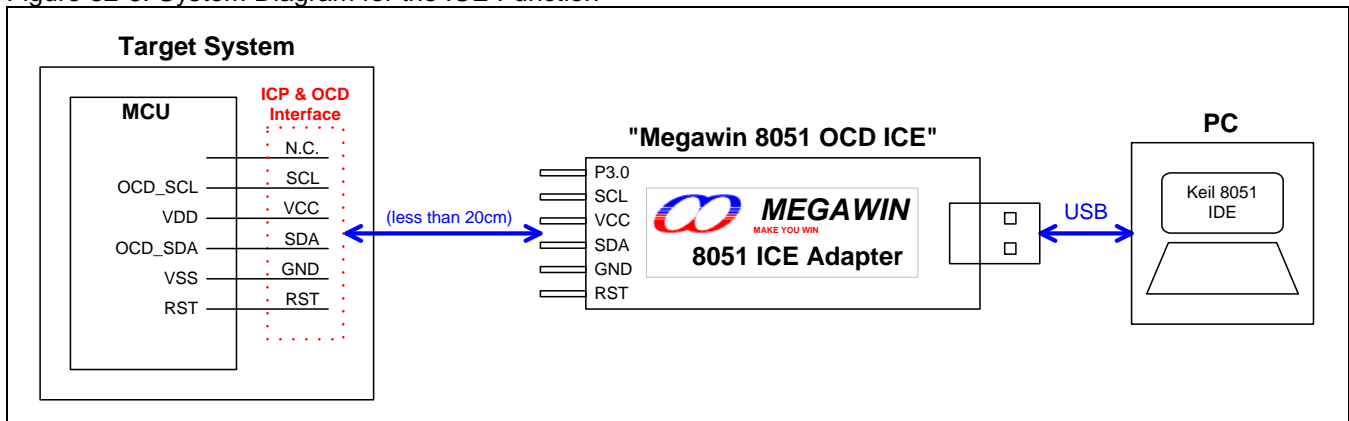 Target System
MCU
ICP & OCD
Interface
N.C.
OCD_SCL
SCL
VDD
VCC
OCD_SDA
SDA
VSS
GND
RST
RST
(less than 20cm)
"Megawin 8051 OCD ICE"
P3.0
SCL
VCC
SDA
GND
RST
MEGAWIN
MAKE YOU WIN
8051 ICE Adapter
USB
PC
Keil 8051
IDE